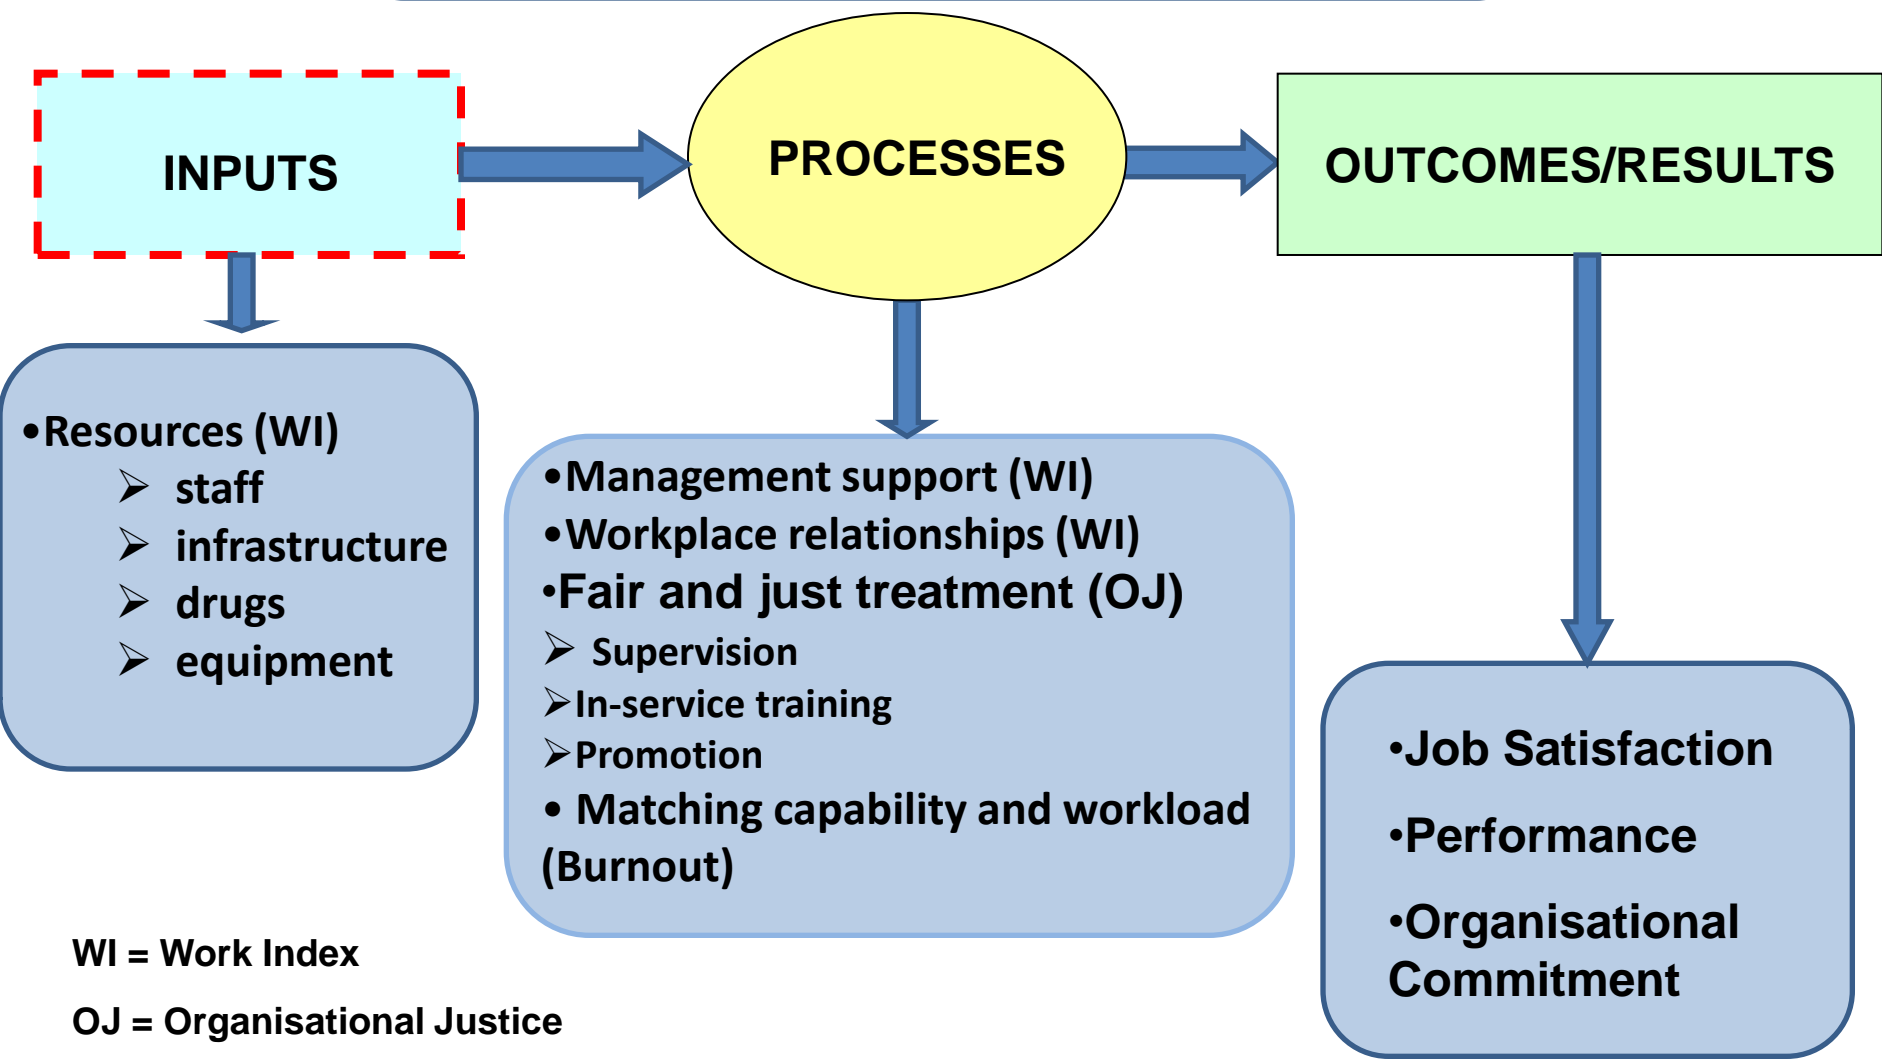 INPUTS
PROCESSES
OUTCOMES/RESULTS
•Resources (WI)
➢ staff
➢ infrastructure
➢ drugs
➢ equipment
•Management support (WI)
•Workplace relationships (WI)
•Fair and just treatment (OJ)
➢ Supervision
➢In-service training
➢Promotion
• Matching capability and workload
(Burnout)
•Job Satisfaction
•Performance
•Organisational
Commitment
WI = Work Index
OJ = Organisational Justice